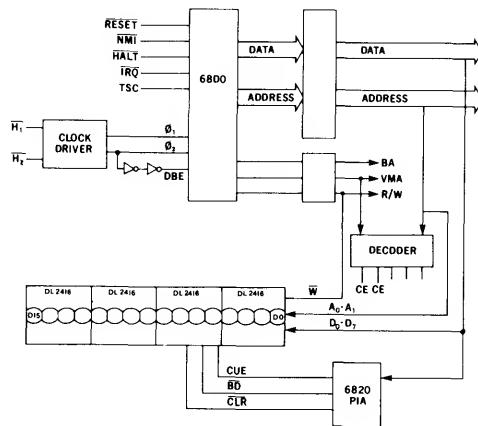 RESET
NMI
HALT
IRQ
TSC
6800
DATA
DATA
ADDRESS
ADDRESS
H1
H2
CLOCK
DRIVER
Ø1
Ø2
DBE
BA
VMA
R/W
DECODER
CE CE
DL 2416 DL 2416 DL 2416 DL 2416
W
D15 D0
A0-A1
D0-D7
CUE
BD
CLR
6820
PIA